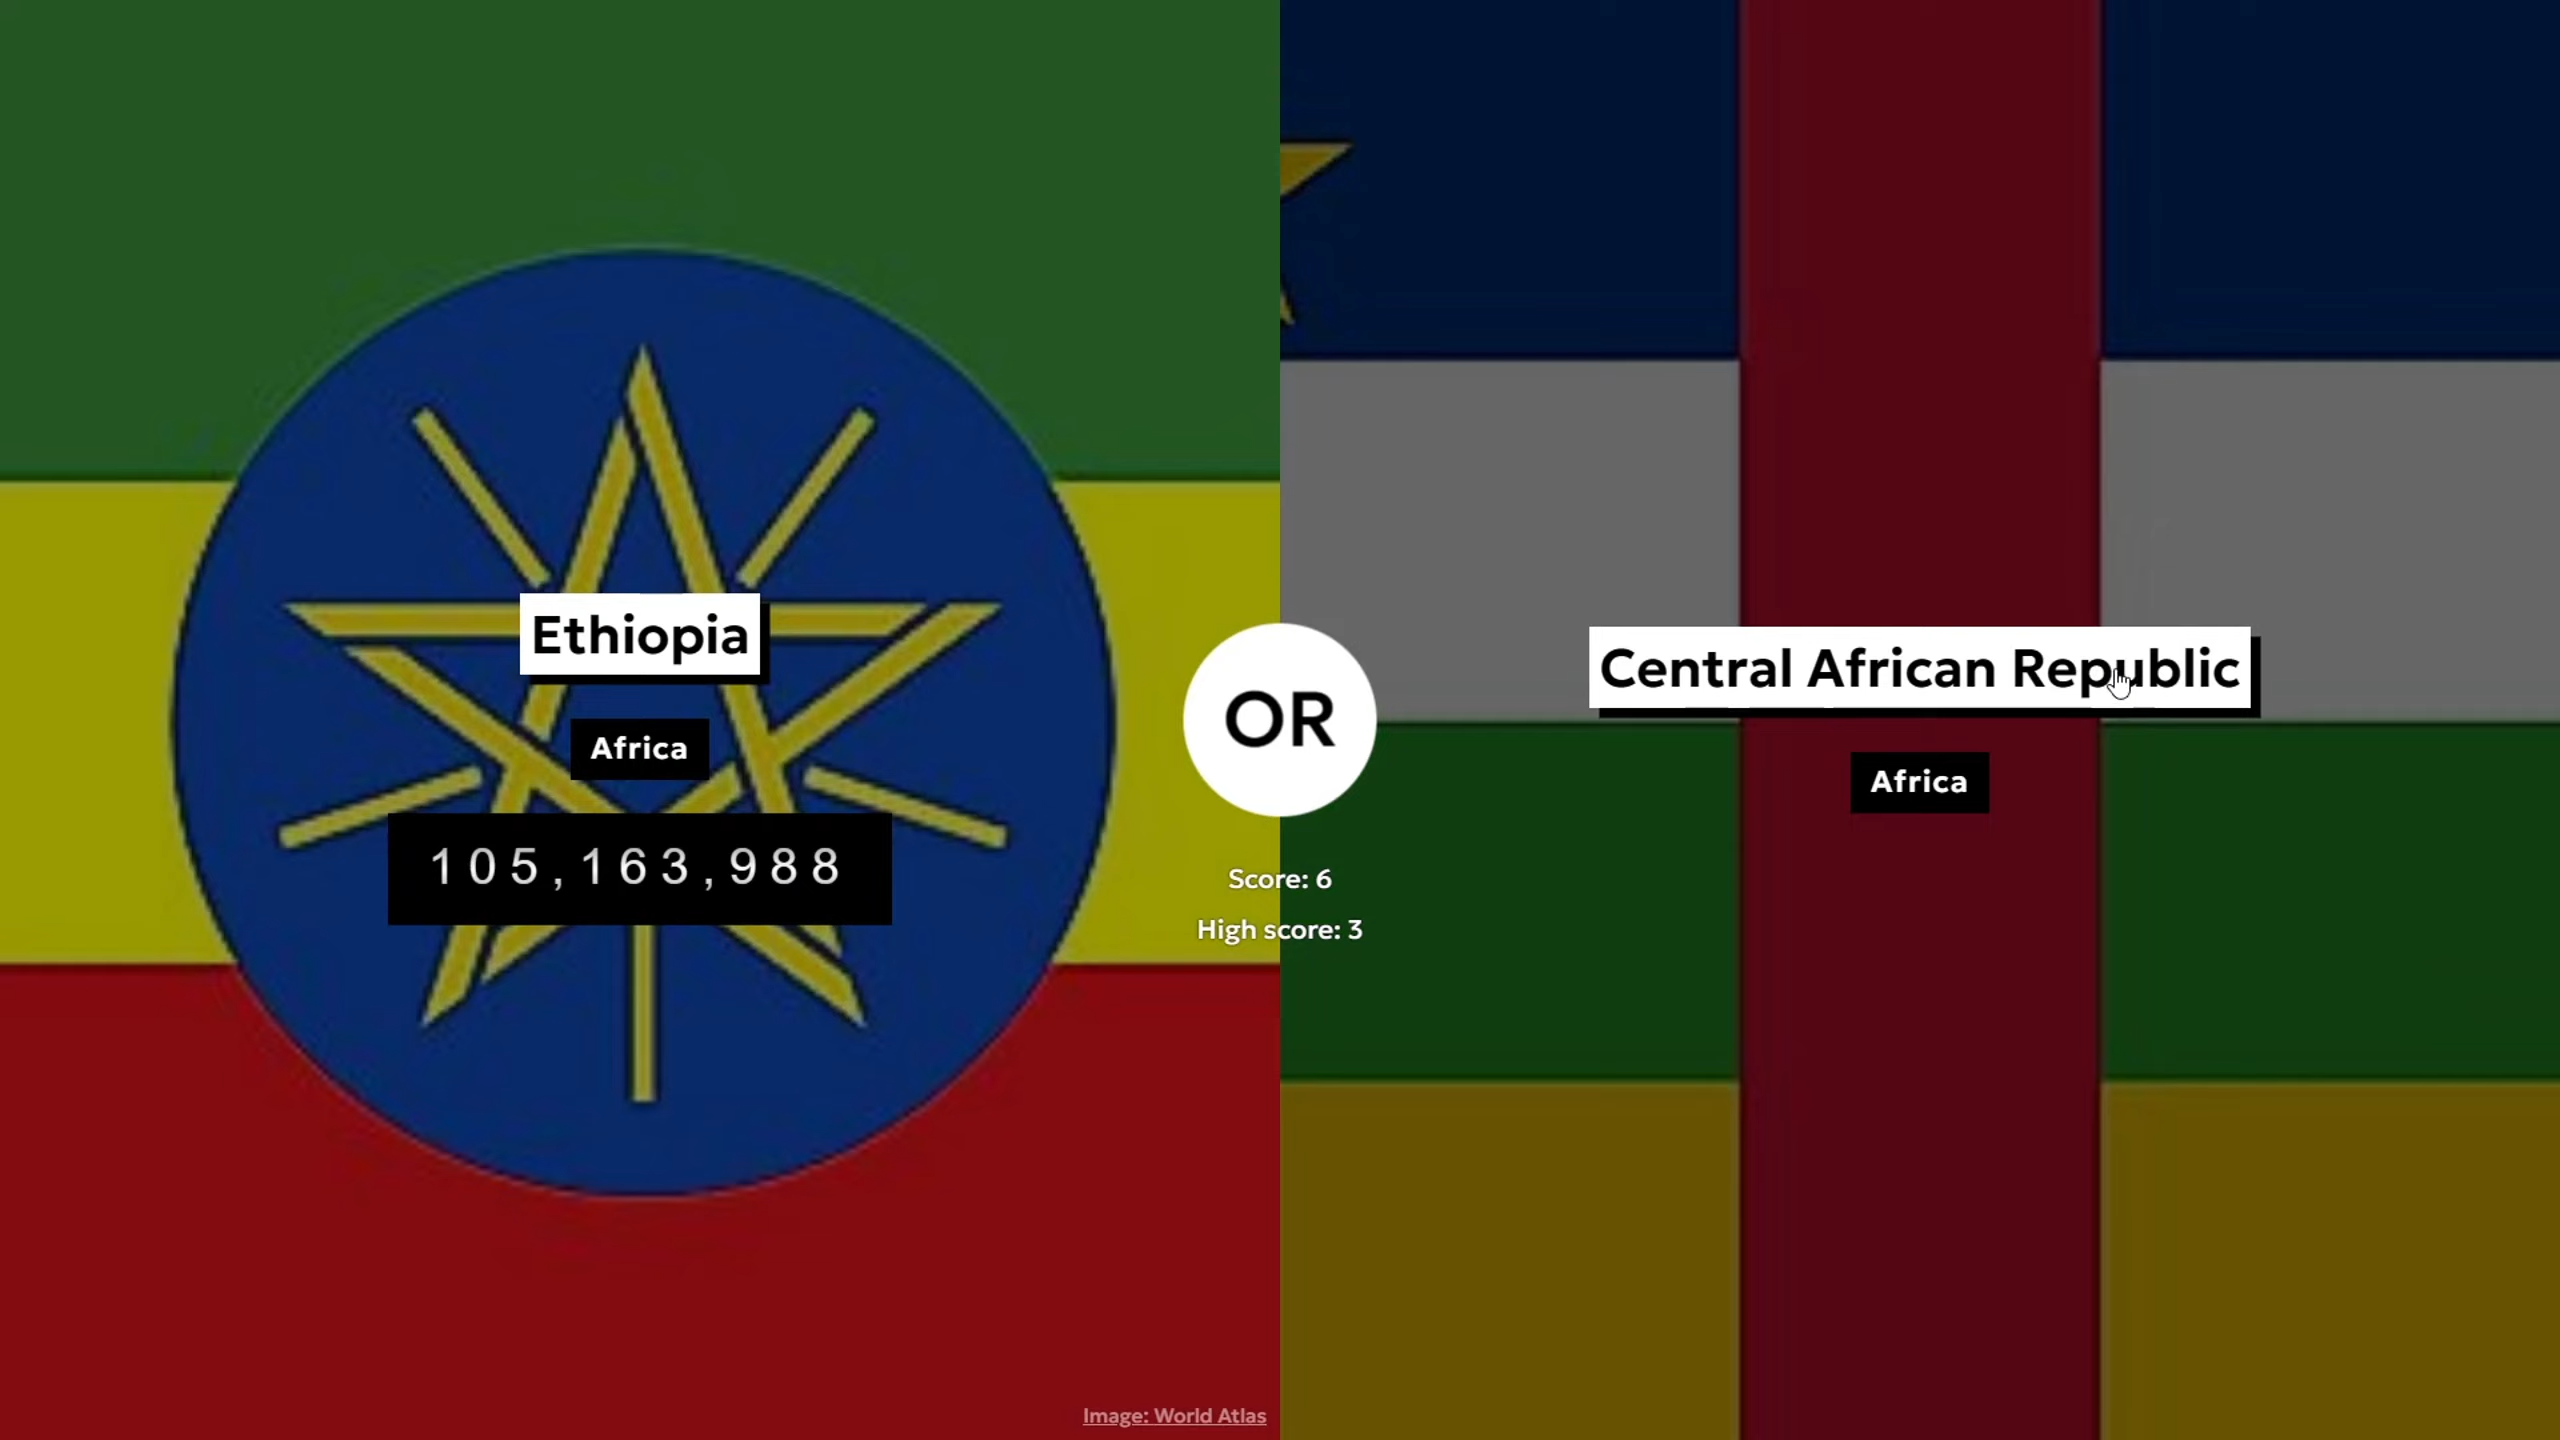 Ethiopia
Africa
105,163,988
OR
Score: 6
High score: 3
Central African Republic
Africa
Image: World Atlas